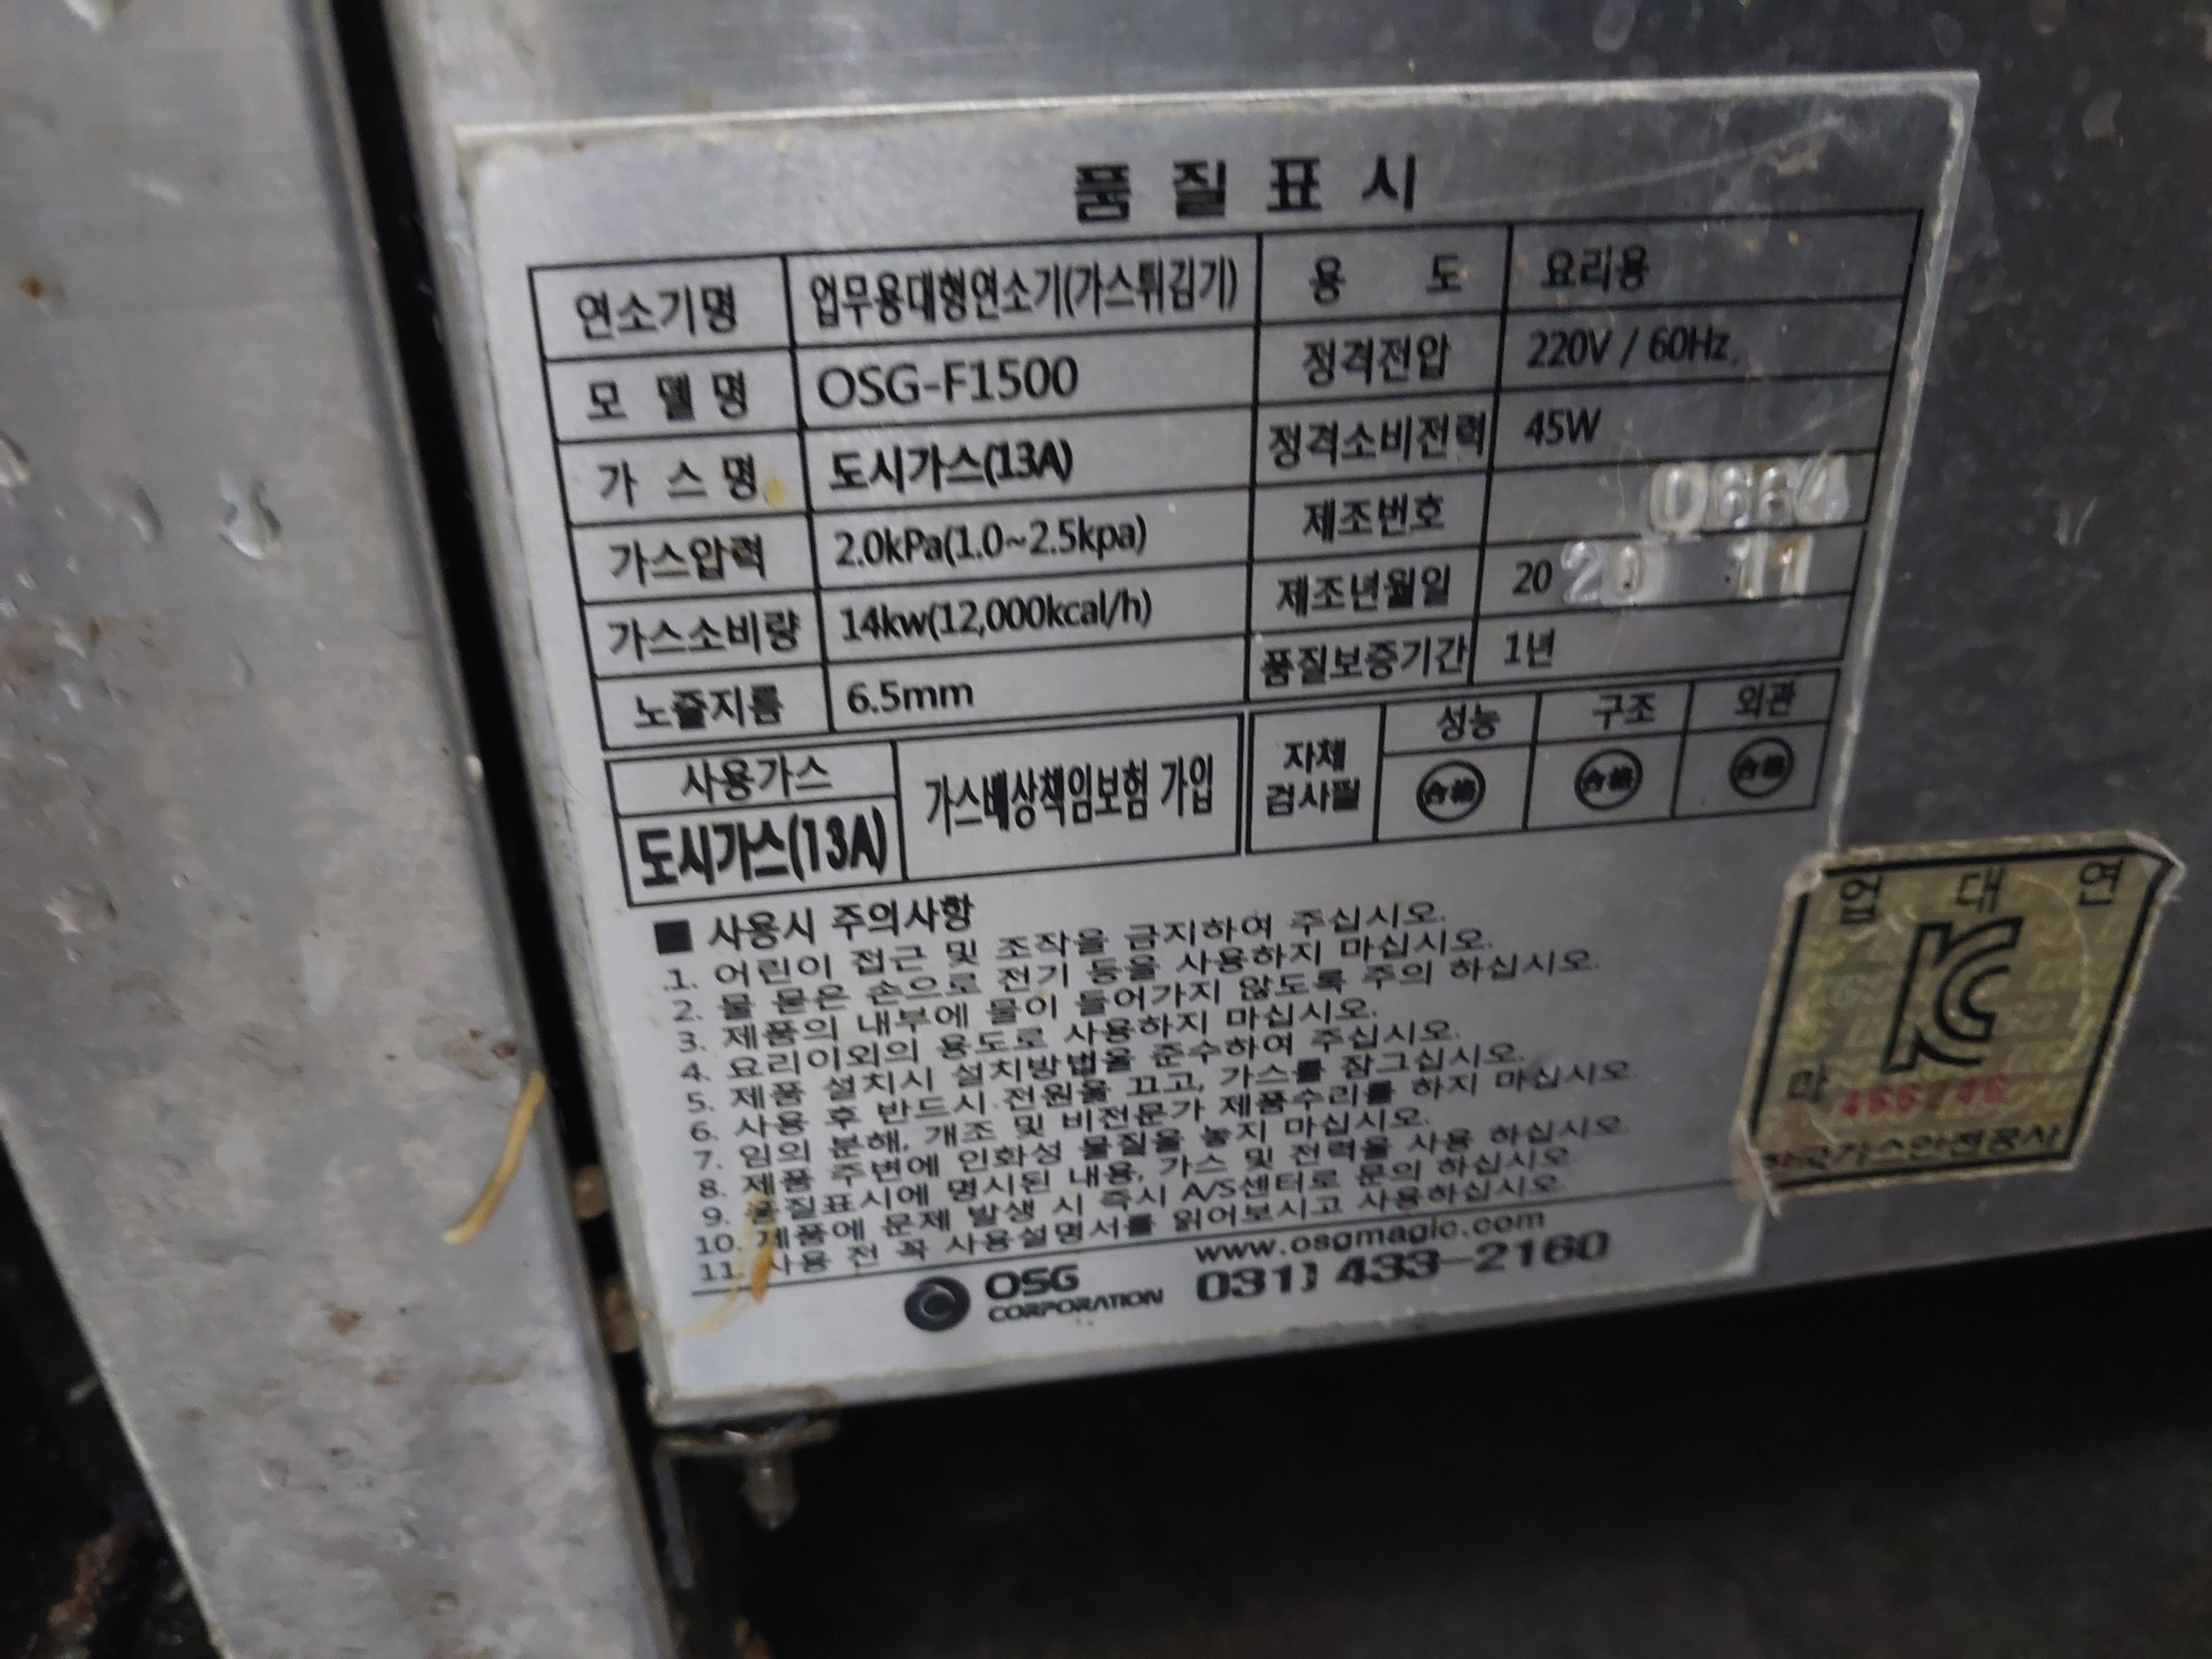 품 질 표 시
연소기명 업무용대형연소기(가스튀김기) 용 도 요리용
모 델 명 OSG-F1500 정격전압 220V / 60Hz
가 스 명 도시가스(13A) 정격소비전력 45W
가스압력 2.0kPa(1.0~2.5kpa) 제조번호 0664
가스소비량 14kw(12,000kcal/h) 제조년월일 20 20 11
노즐지름 6.5mm 품질보증기간 1년
사용가스 가스배상책임보험 가입 자체 성능 구조 외관
도시가스(13A) 검사필 合格 合格 合格
■ 사용시 주의사항
1. 어린이 접근 및 조작을 금지하여 주십시오.
2. 물 묻은 손으로 전기 등을 사용하지 마십시오.
3. 제품의 내부에 물이 들어가지 않도록 주의 하십시오.
4. 요리이외의 용도로 사용하지 마십시오.
5. 제품 설치시 설치방법을 준수하여 주십시오.
6. 사용 후 반드시 전원을 끄고, 가스를 잠그십시오.
7. 임의 분해, 개조 및 비전문가 제품수리를 하지 마십시오.
8. 제품 주변에 인화성 물질을 놓지 마십시오.
9. 품질표시에 명시된 내용, 가스 및 전력을 사용 하십시오.
10. 제품에 문제 발생 시 즉시 A/S센터로 문의 하십시오.
11. 사용 전 꼭 사용설명서를 읽어보시고 사용하십시오.
OSG
CORPORATION
www.osgmagic.com
031) 433-2160
업 대 연
KC
한국가스안전공사